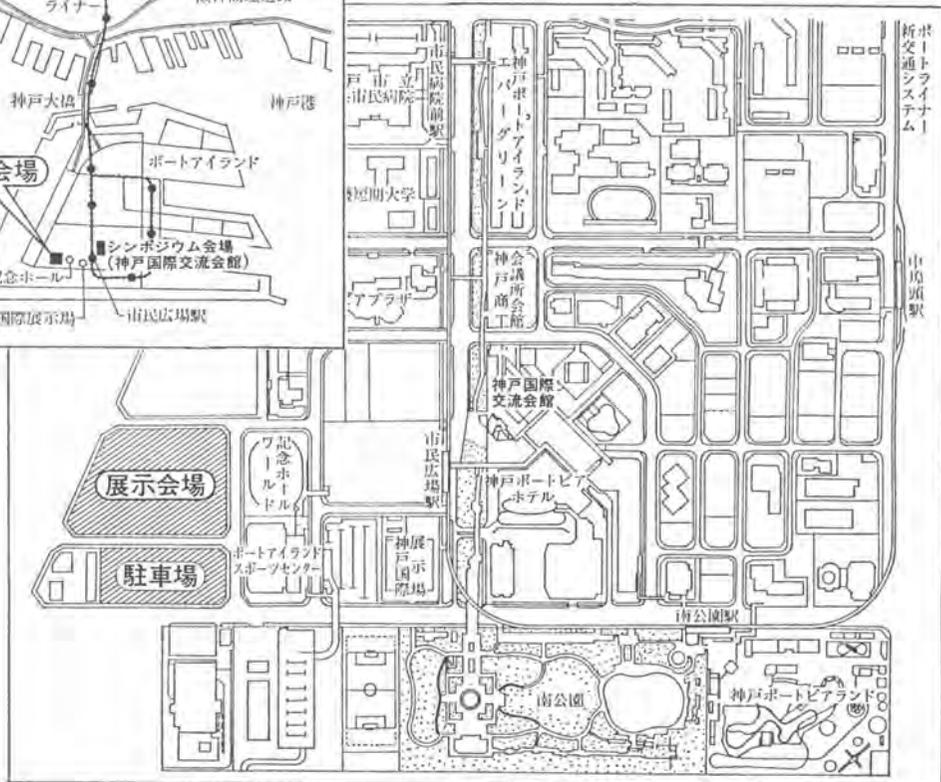 ライナー
神戸大橋
神戸港
ポートアイランド
会場
シンポジウム会場
(神戸国際交流会館)
記念ホール
国際展示場
市民広場駅
戸市立
市民病院
市民病院前駅
神戸ポートアイランド
エバーグリーン
短期大学
ポートライナー
新交通システム
中埠頭駅
神戸商工
会議所会館
アプラザ
神戸国際
交流会館
市民広場駅
神戸ポートピア
ホテル
展示会場
駐車場
ワールド
記念ホール
ポートアイランド
スポーツセンター
神戸国際
展示場
南公園駅
南公園
神戸ポートピアランド